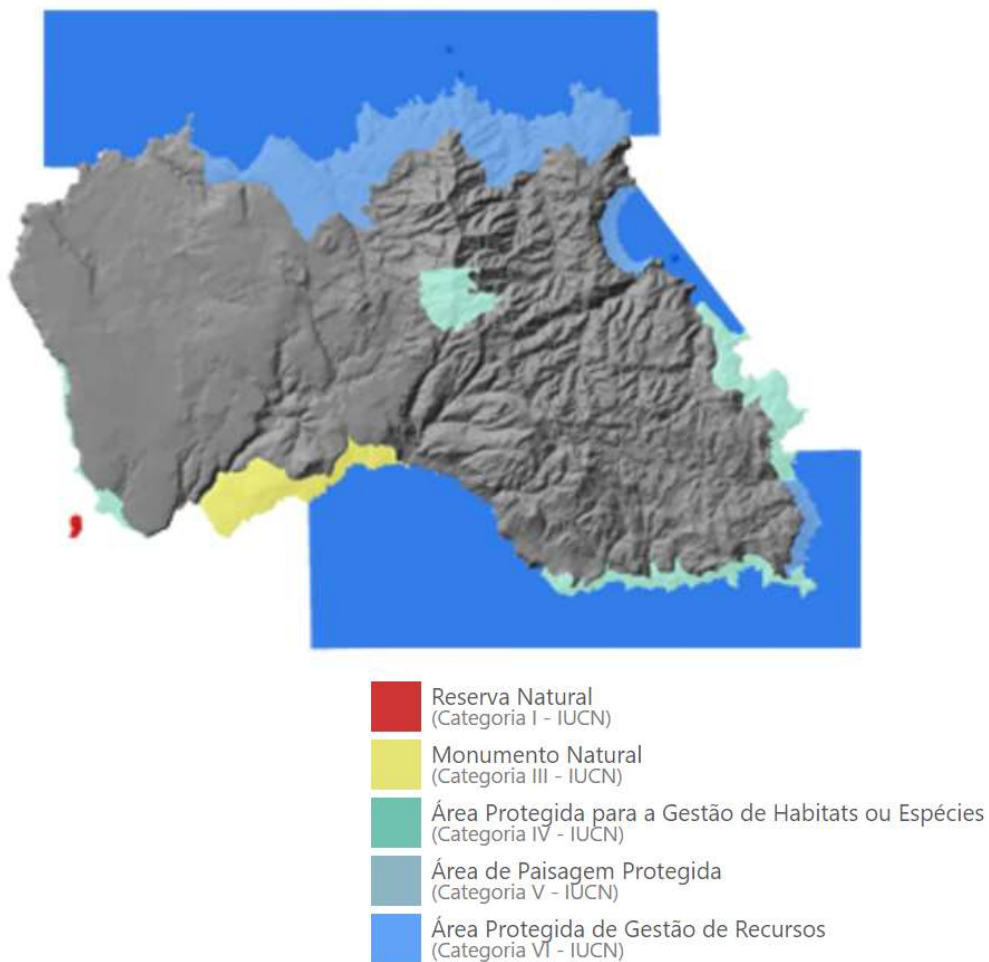 Reserva Natural
(Categoria I - IUCN)
Monumento Natural
(Categoria III - IUCN)
Área Protegida para a Gestão de Habitats ou Espécies
(Categoria IV - IUCN)
Área de Paisagem Protegida
(Categoria V - IUCN)
Área Protegida de Gestão de Recursos
(Categoria VI - IUCN)